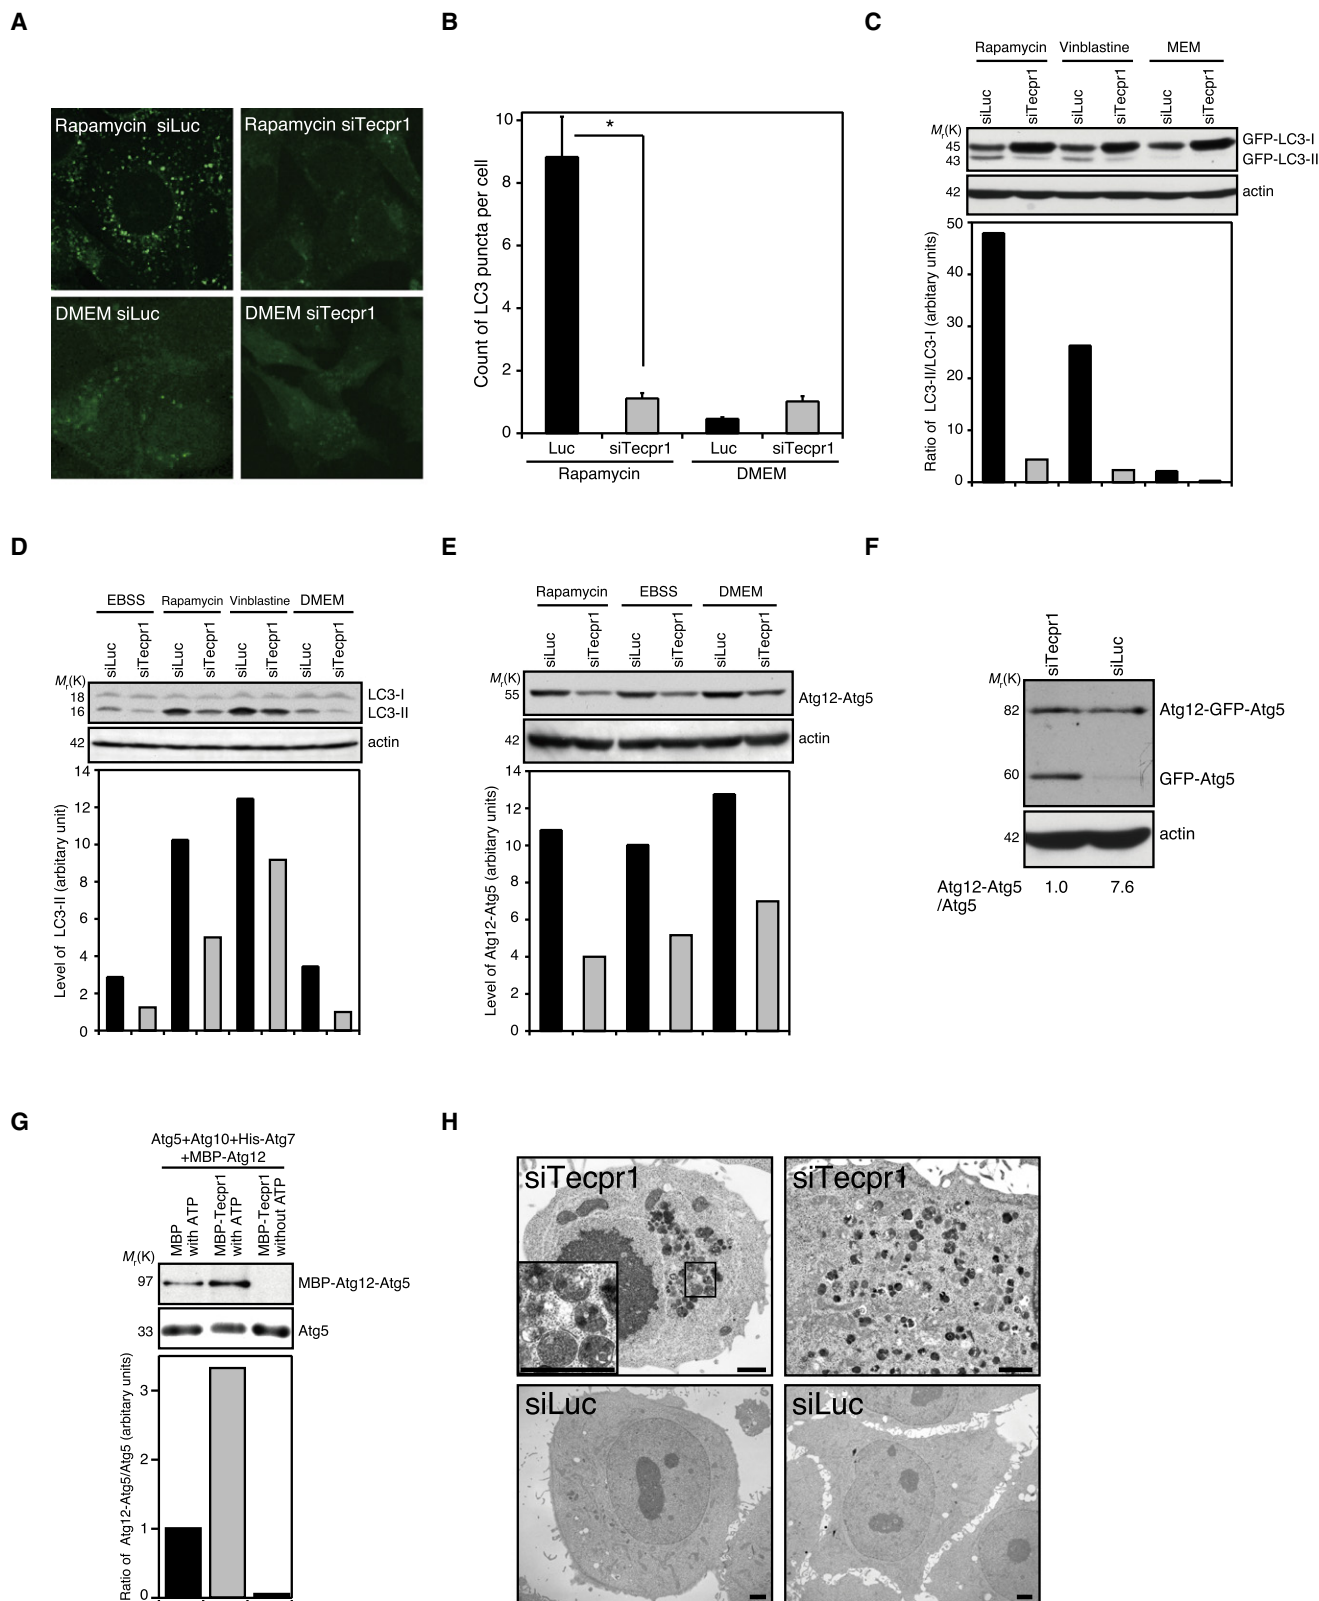 A
Rapamycin siLuc
Rapamycin siTecpr1
DMEM siLuc
DMEM siTecpr1
B
Count of LC3 puncta per cell
10
8
6
4
2
0
*
Luc
siTecpr1
Luc
siTecpr1
Rapamycin
DMEM
C
Rapamycin
Vinblastine
MEM
siLuc
siTecpr1
siLuc
siTecpr1
siLuc
siTecpr1
Mr(K)
45
43
GFP-LC3-I
GFP-LC3-II
42
actin
Ratio of LC3-II/LC3-I (arbitary units)
50
40
30
20
10
0
D
EBSS
Rapamycin
Vinblastine
DMEM
siLuc
siTecpr1
siLuc
siTecpr1
siLuc
siTecpr1
siLuc
siTecpr1
Mr(K)
18
16
LC3-I
LC3-II
42
actin
Level of LC3-II (arbitary unit)
14
12
10
8
6
4
2
0
E
Rapamycin
EBSS
DMEM
siLuc
siTecpr1
siLuc
siTecpr1
siLuc
siTecpr1
Mr(K)
55
Atg12-Atg5
42
actin
Level of Atg12-Atg5 (arbitary units)
14
12
10
8
6
4
2
0
F
siTecpr1
siLuc
Mr(K)
82
Atg12-GFP-Atg5
60
GFP-Atg5
42
actin
Atg12-Atg5
/Atg5
1.0
7.6
G
Atg5+Atg10+His-Atg7
+MBP-Atg12
MBP
with ATP
MBP-Tecpr1
with ATP
MBP-Tecpr1
without ATP
Mr(K)
97
MBP-Atg12-Atg5
33
Atg5
Ratio of Atg12-Atg5/Atg5 (arbitary units)
3
2
1
0
H
siTecpr1
siTecpr1
siLuc
siLuc